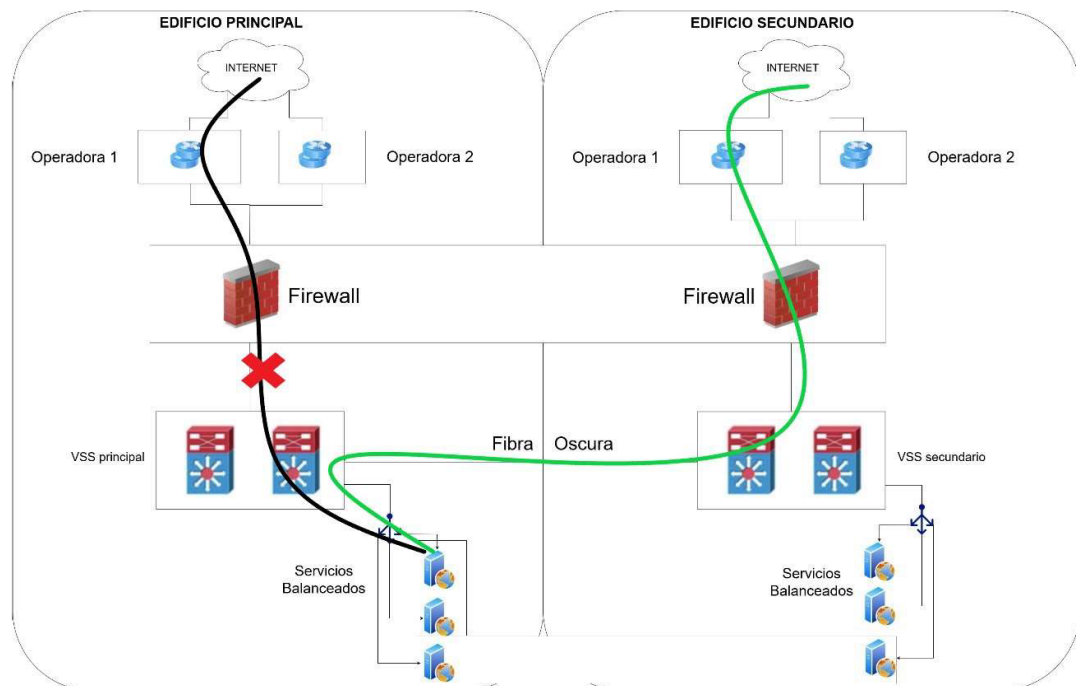 EDIFICIO PRINCIPAL
EDIFICIO SECUNDARIO
INTERNET
INTERNET
Operadora 1
Operadora 2
Operadora 1
Operadora 2
Firewall
Firewall
Fibra Oscura
VSS principal
VSS secundario
Servicios
Balanceados
Servicios
Balanceados